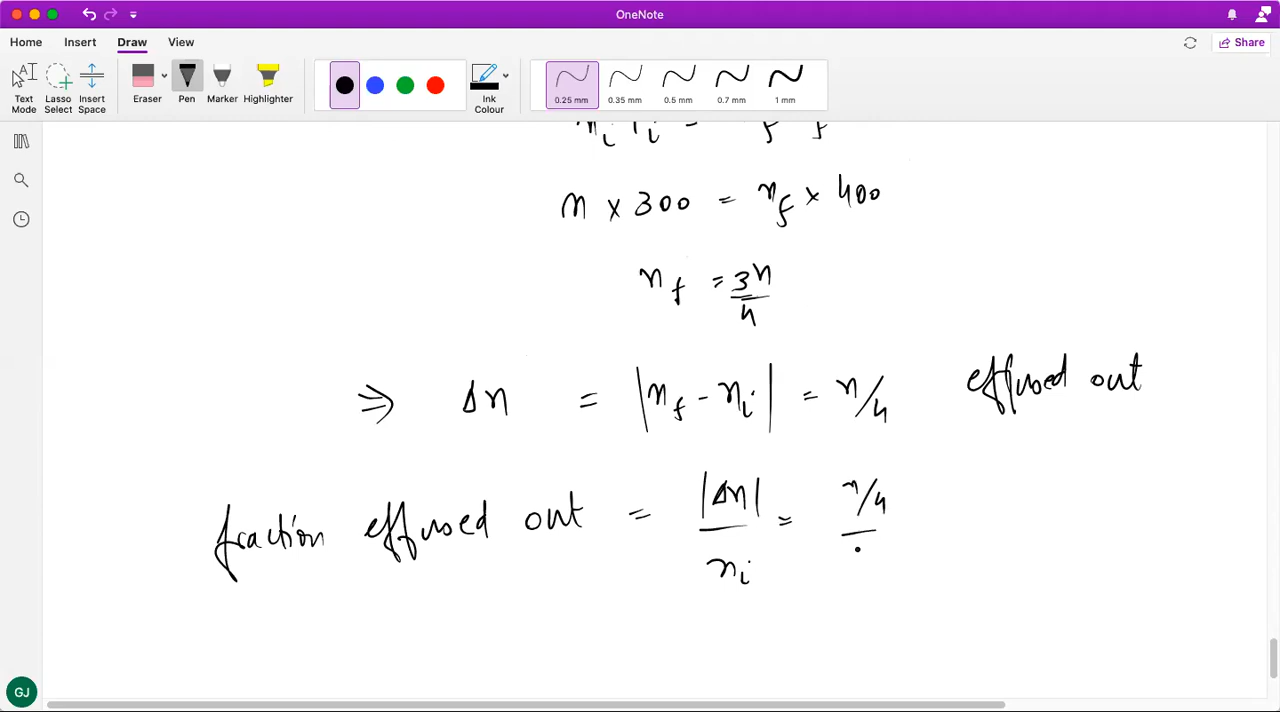 OneNote
Home Insert Draw View Share
Text Mode
Lasso Select
Insert Space
Eraser
Pen
Marker
Highlighter
Ink Colour
0.25 mm
0.35 mm
0.5 mm
0.7 mm
1 mm
n × 300 = n_f × 400
n_f = 3n/4
⇒ Δn = |n_f - n_i| = n/4 effused out
fraction effused out = |Δn|/n_i = n/4
GJ